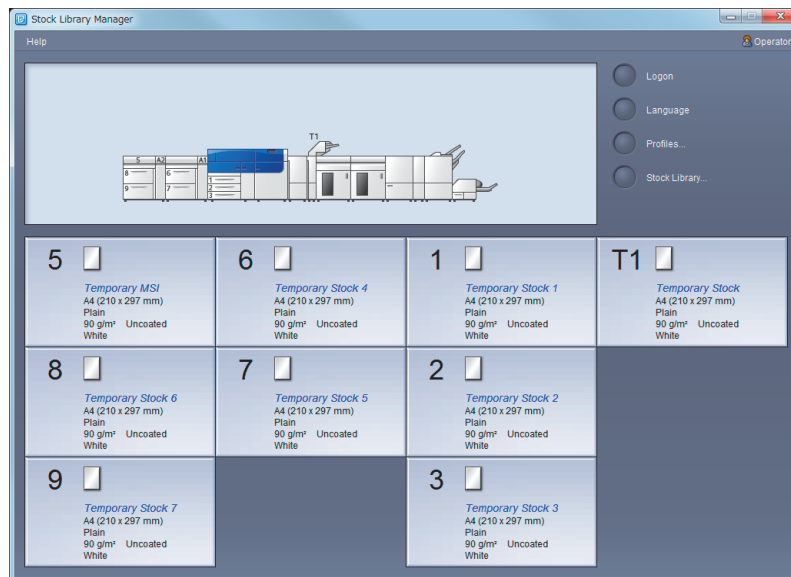 Stock Library Manager
Help
Operator
Logon
Language
Profiles...
Stock Library...
T1
5 A2 A1
8 6
9 7
1
2
3
5
Temporary MSI
A4 (210 x 297 mm)
Plain
90 g/m² Uncoated
White
6
Temporary Stock 4
A4 (210 x 297 mm)
Plain
90 g/m² Uncoated
White
1
Temporary Stock 1
A4 (210 x 297 mm)
Plain
90 g/m² Uncoated
White
T1
Temporary Stock
A4 (210 x 297 mm)
Plain
90 g/m² Uncoated
White
8
Temporary Stock 6
A4 (210 x 297 mm)
Plain
90 g/m² Uncoated
White
7
Temporary Stock 5
A4 (210 x 297 mm)
Plain
90 g/m² Uncoated
White
2
Temporary Stock 2
A4 (210 x 297 mm)
Plain
90 g/m² Uncoated
White
9
Temporary Stock 7
A4 (210 x 297 mm)
Plain
90 g/m² Uncoated
White
3
Temporary Stock 3
A4 (210 x 297 mm)
Plain
90 g/m² Uncoated
White